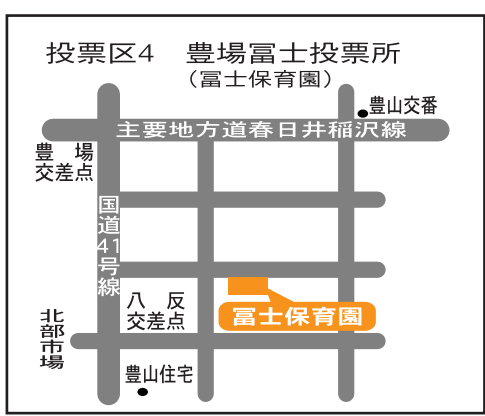 投票区4　豊場冨士投票所
（冨士保育園）
豊山交番
主要地方道春日井稲沢線
豊　場
交差点
国道41号線
八　反
交差点
冨士保育園
北部市場
豊山住宅